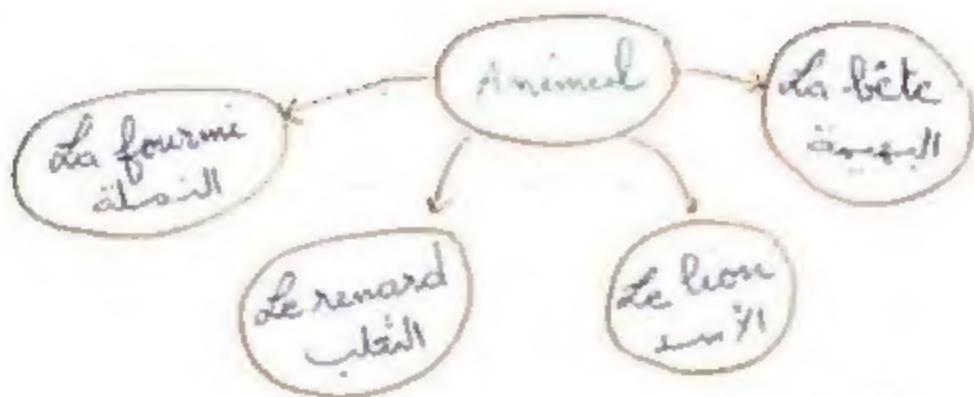 Animal
La bête
البهيمة
La fourmi
النملة
Le renard
الثعلب
Le lion
الأسد